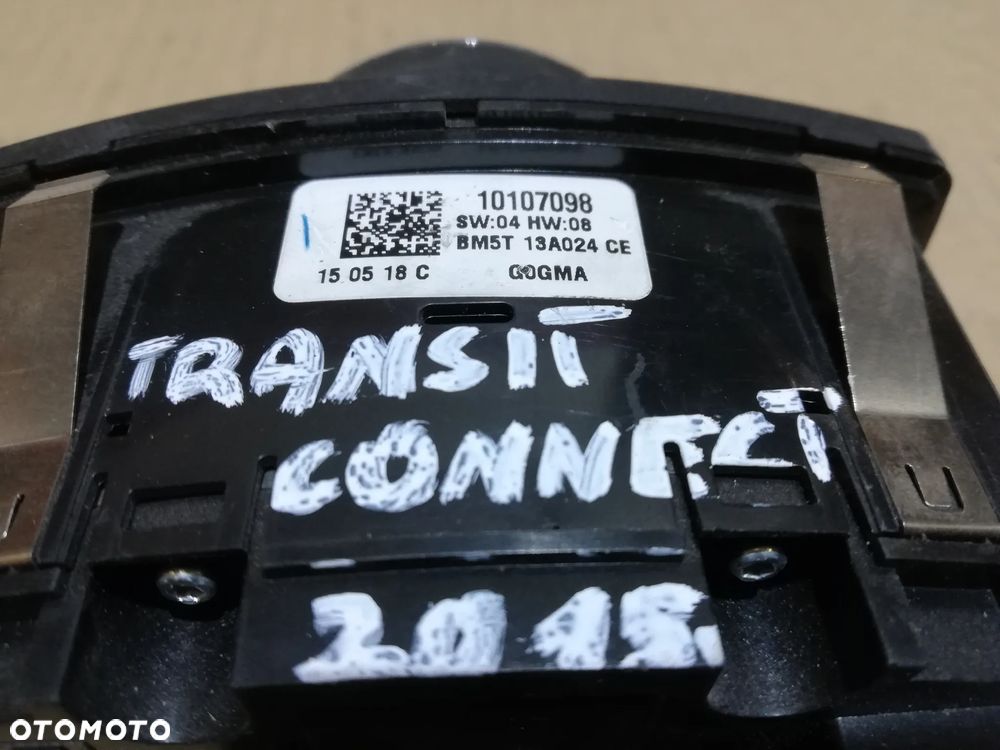 10107098
SW:04 HW:08
BM5T 13A024 CE
15 05 18 C GOGMA
TRANSIT
CONNECT
2015
OTOMOTO